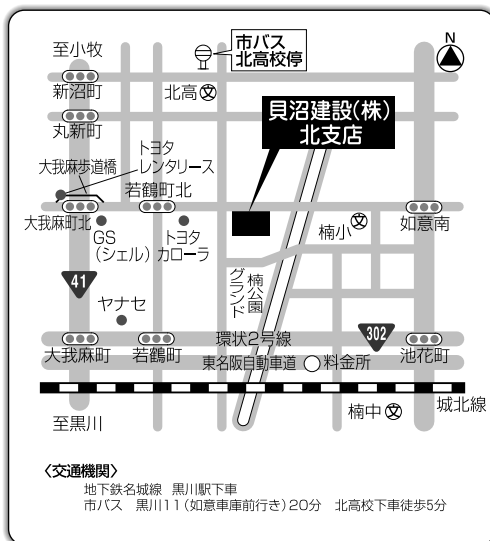 至小牧
市バス
北高校停
N
新沼町
北高 文
丸新町
貝沼建設(株)
北支店
トヨタ
レンタリース
大我麻歩道橋
若鶴町北
大我麻町北
GS
(シェル)
トヨタ
カローラ
楠小 文
如意南
41
楠公園
グランド
ヤナセ
環状2号線
302
大我麻町
若鶴町
東名阪自動車道
料金所
池花町
城北線
至黒川
楠中 文
〈交通機関〉
地下鉄名城線 黒川駅下車
市バス 黒川11(如意車庫前行き)20分 北高校下車徒歩5分